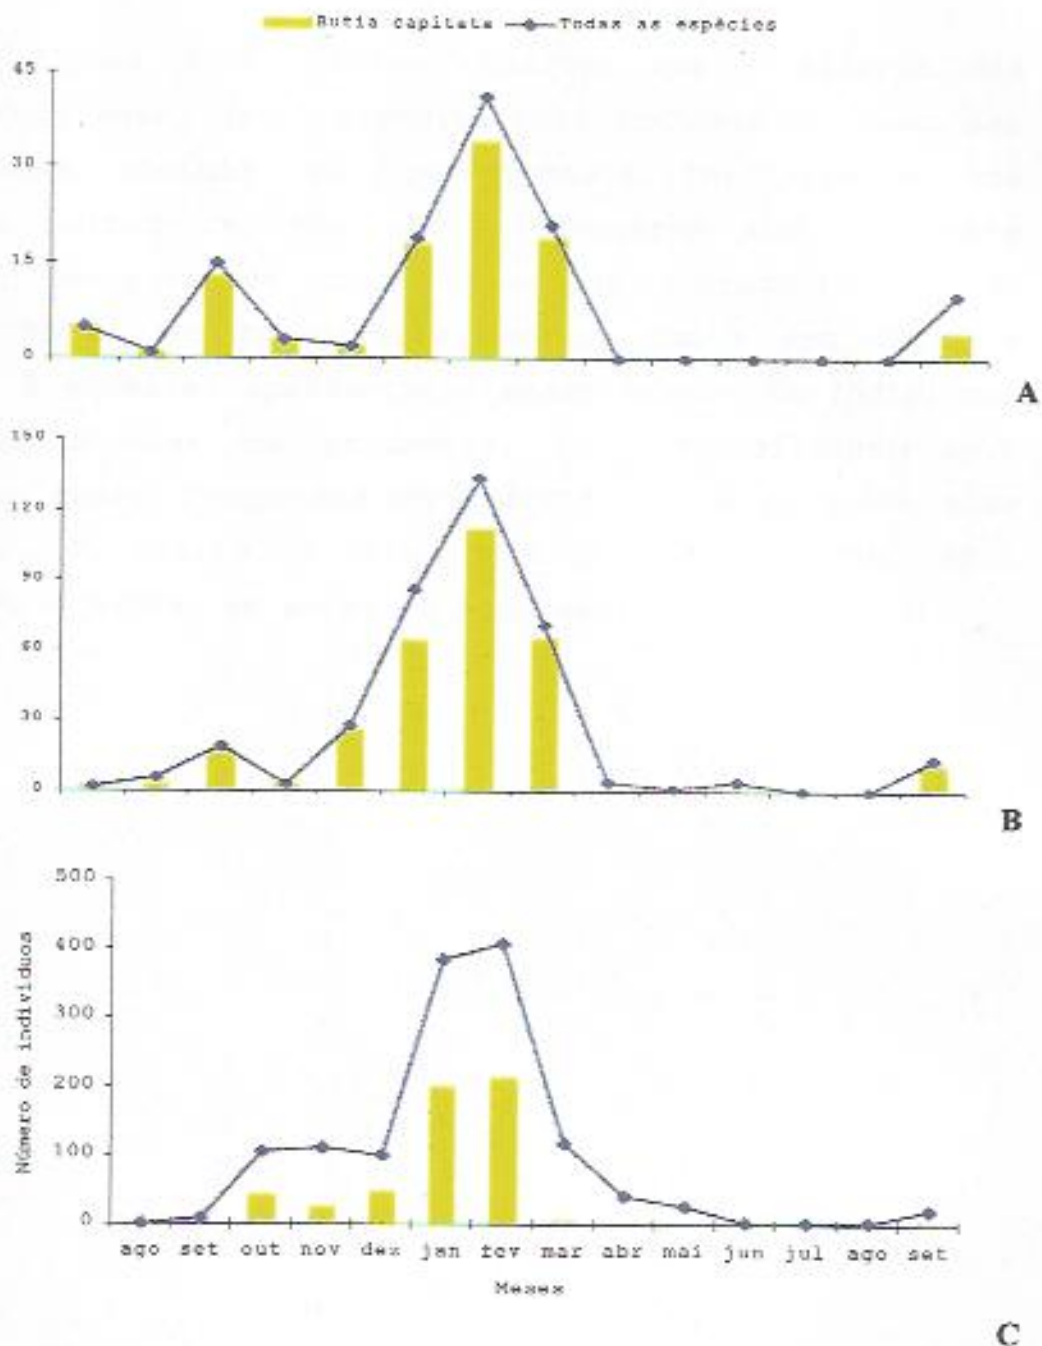 Butia capitata Todas as espécies
45
30
15
0
A
150
120
90
60
30
0
B
500
400
300
200
100
0
Número de individuos
ago set out nov dez jan fev mar abr mai jun jul ago set
Meses
C